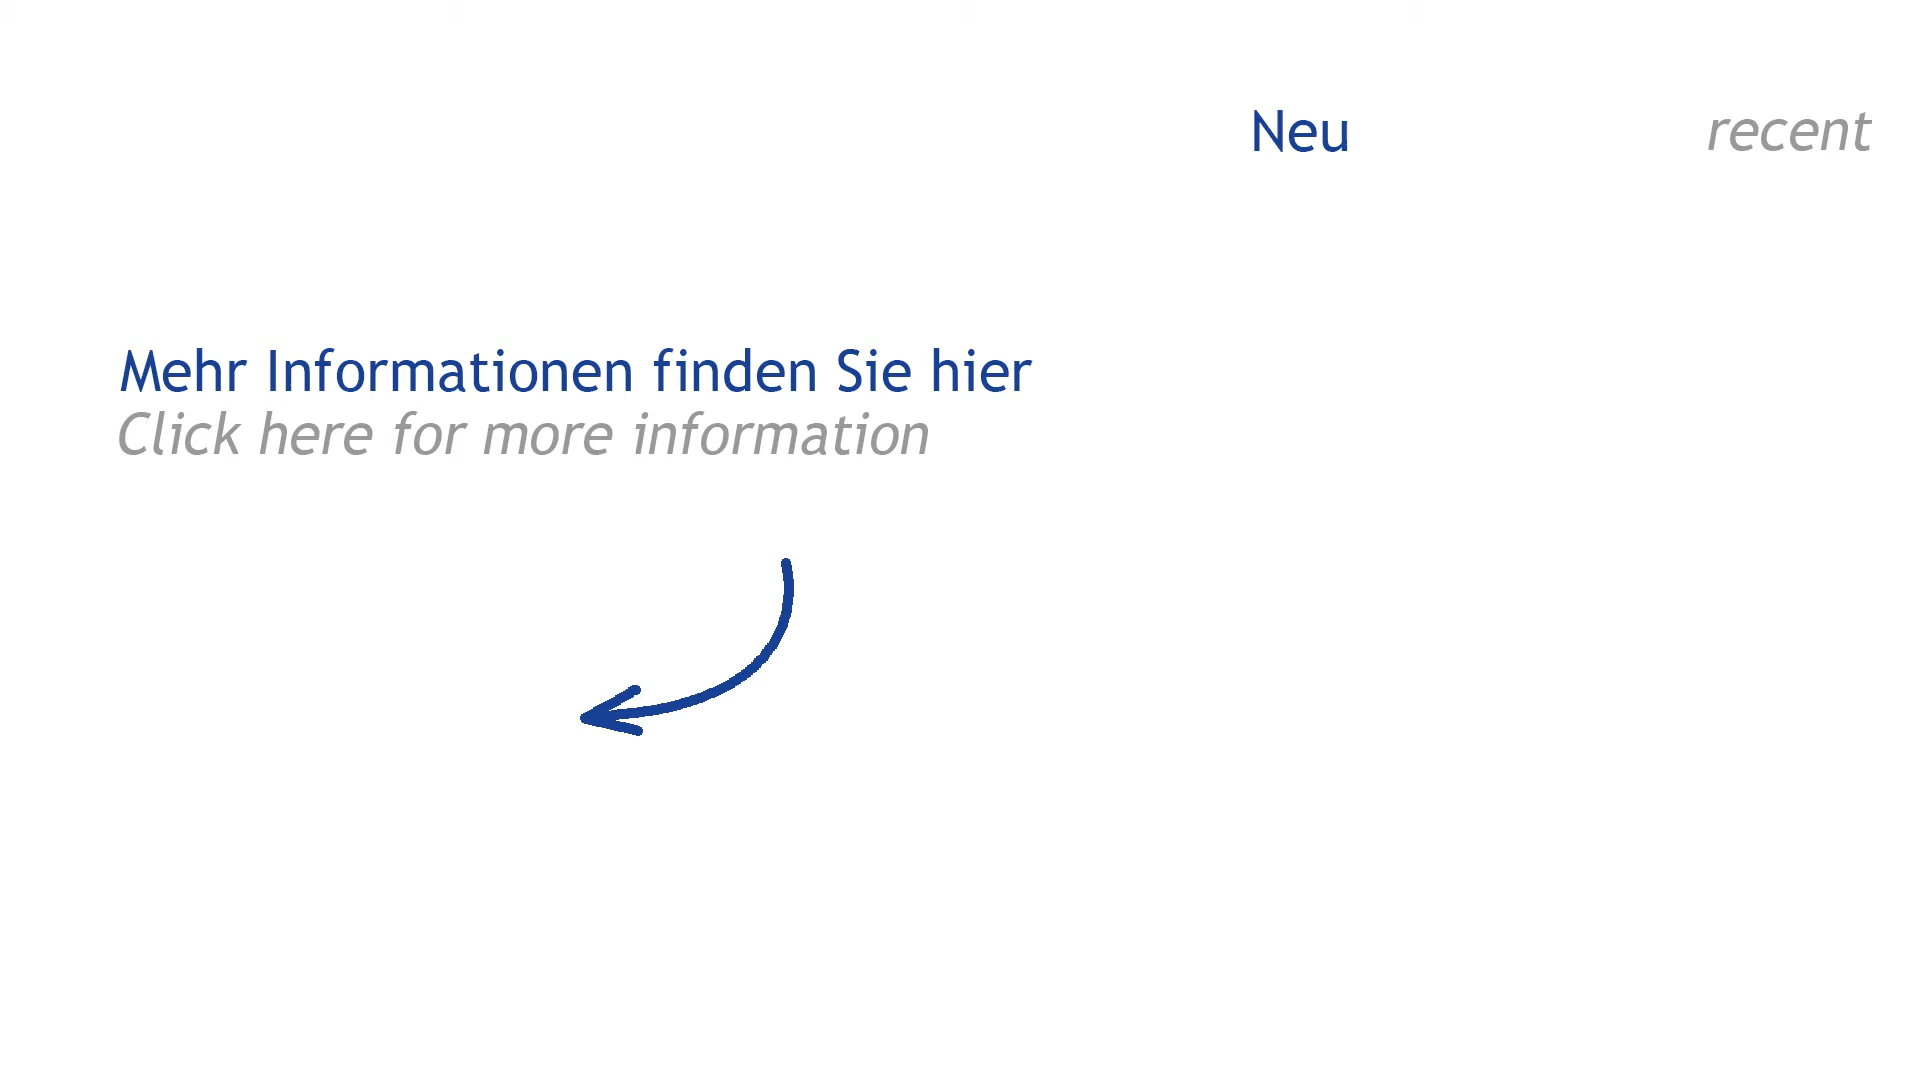 Neu recent
Mehr Informationen finden Sie hier
Click here for more information